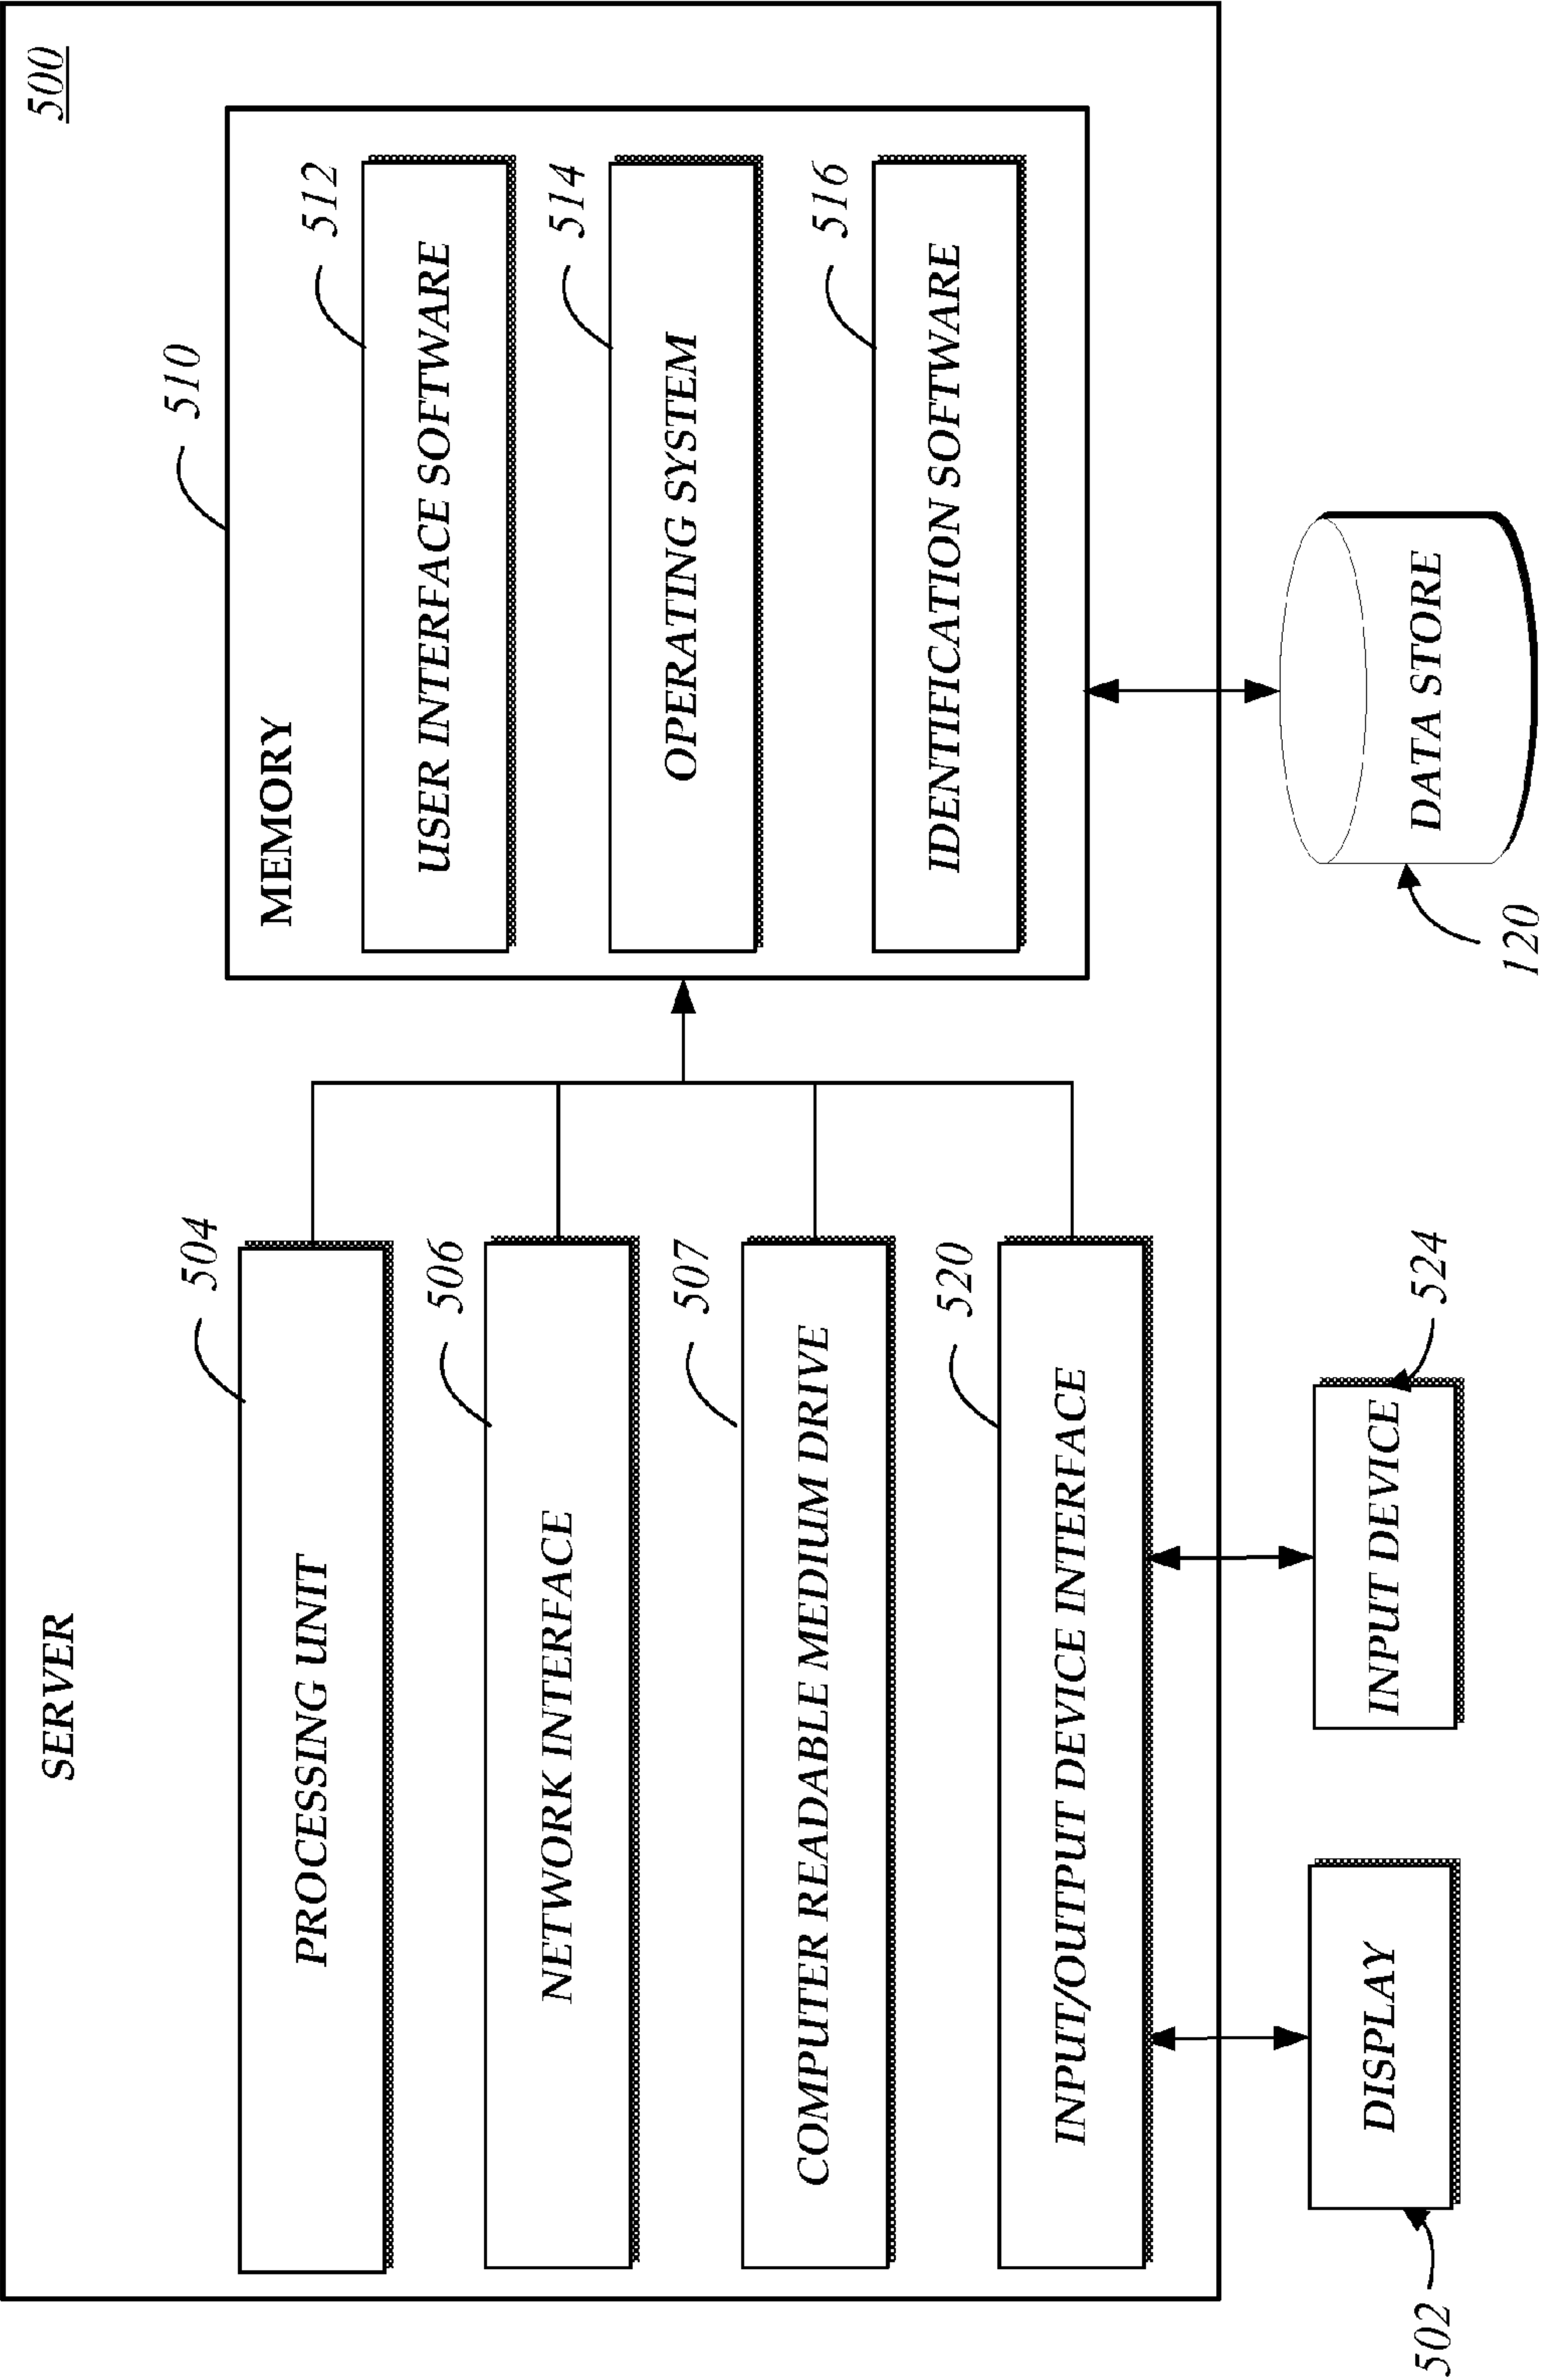 SERVER
500
504
PROCESSING UNIT
506
NETWORK INTERFACE
507
COMPUTER READABLE MEDIUM DRIVE
520
INPUT/OUTPUT DEVICE INTERFACE
510
MEMORY
512
USER INTERFACE SOFTWARE
514
OPERATING SYSTEM
516
IDENTIFICATION SOFTWARE
502
DISPLAY
INPUT DEVICE
524
DATA STORE
120